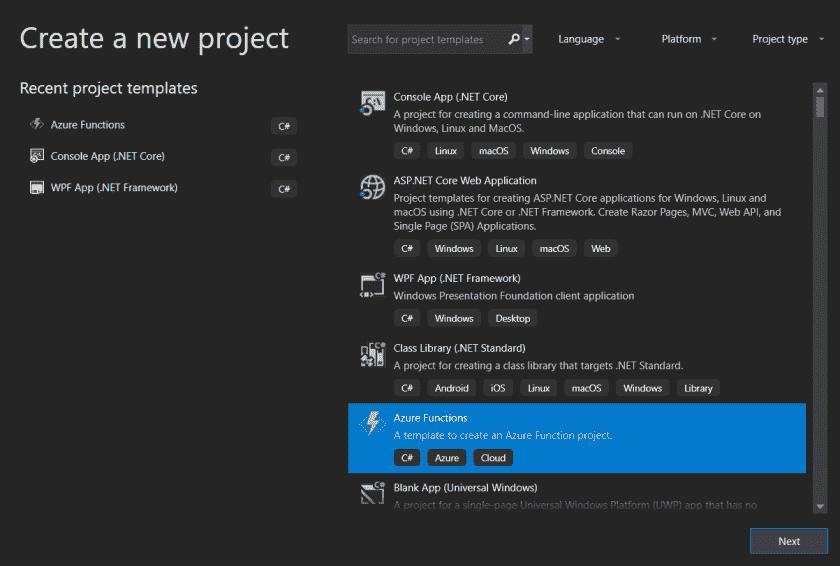 Create a new project
Search for project templates
Language
Platform
Project type
Recent project templates
Azure Functions
C#
Console App (.NET Core)
C#
WPF App (.NET Framework)
C#
Console App (.NET Core)
A project for creating a command-line application that can run on .NET Core on
Windows, Linux and MacOS.
C# Linux macOS Windows Console
ASP.NET Core Web Application
Project templates for creating ASP.NET Core applications for Windows, Linux and
macOS using .NET Core or .NET Framework. Create Razor Pages, MVC, Web API, and
Single Page (SPA) Applications.
C# Windows Linux macOS Web
WPF App (.NET Framework)
Windows Presentation Foundation client application
C# Windows Desktop
Class Library (.NET Standard)
A project for creating a class library that targets .NET Standard.
C# Android iOS Linux macOS Windows Library
Azure Functions
A template to create an Azure Function project.
C# Azure Cloud
Blank App (Universal Windows)
A project for a single-page Universal Windows Platform (UWP) app that has no
Next